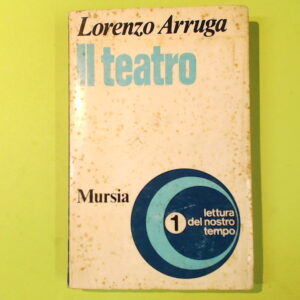 Lorenzo Arruga
Il teatro
Mursia
1
lettura
del nostro
tempo